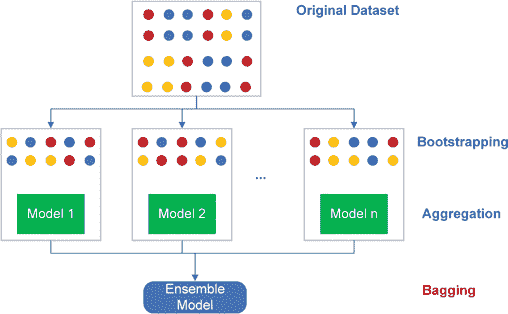 Original Dataset
Bootstrapping
Model 1
Model 2
...
Model n
Aggregation
Ensemble
Model
Bagging